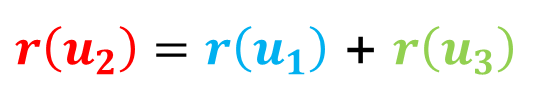 r(u₂) = r(u₁) + r(u₃)